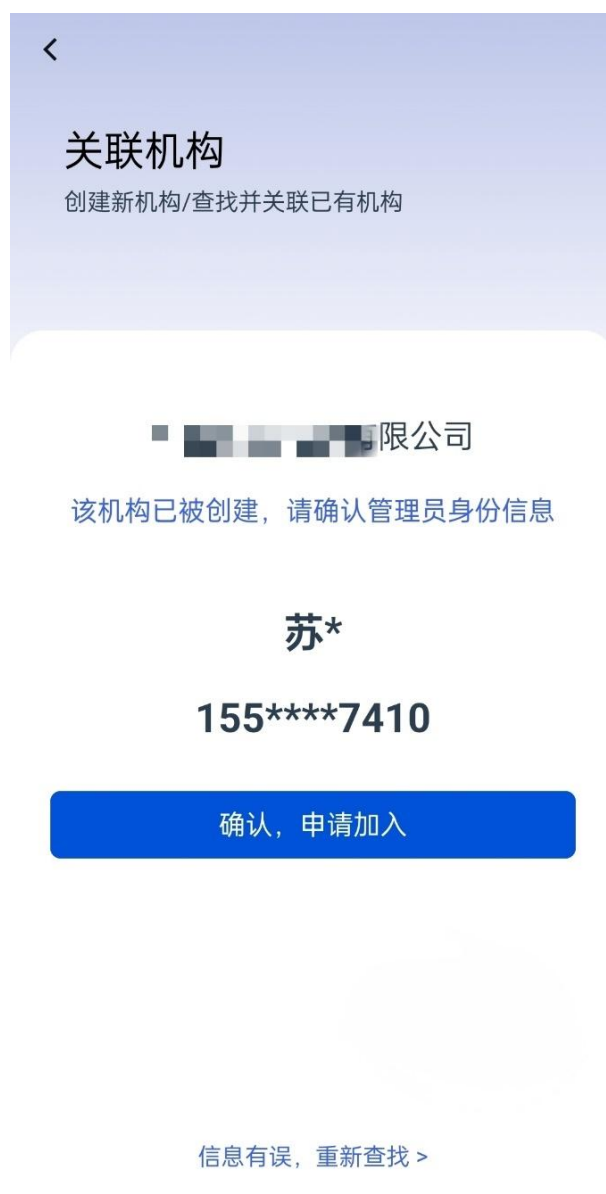 关联机构
创建新机构/查找并关联已有机构
限公司
该机构已被创建，请确认管理员身份信息
苏*
155****7410
确认，申请加入
信息有误，重新查找 >